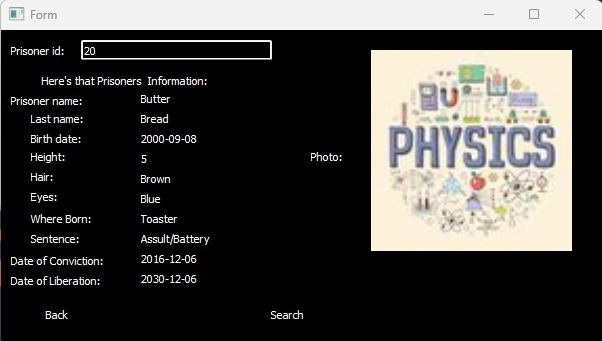 Form
Prisoner id: 20
Here's that Prisoners Information:
Prisoner name: Butter
Last name: Bread
Birth date: 2000-09-08
Height: 5
Hair: Brown
Eyes: Blue
Where Born: Toaster
Sentence: Assult/Battery
Date of Conviction: 2016-12-06
Date of Liberation: 2030-12-06
Photo:
PHYSICS
Back
Search